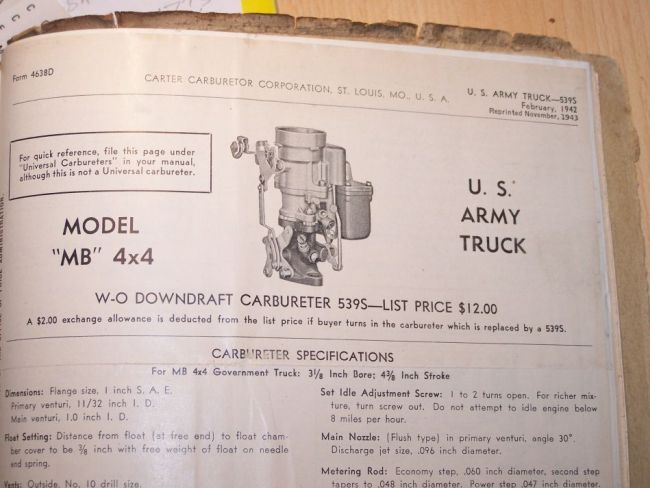 Form 4638D
CARTER CARBURETOR CORPORATION, ST. LOUIS, MO., U. S. A.
U. S. ARMY TRUCK—539S
February, 1942
Reprinted November, 1943
For quick reference, file this page under
"Universal Carbureters" in your manual,
although this is not a Universal carbureter.
MODEL
"MB" 4x4
U. S.
ARMY
TRUCK
W-O DOWNDRAFT CARBURETER 539S—LIST PRICE $12.00
A $2.00 exchange allowance is deducted from the list price if buyer turns in the carbureter which is replaced by a 539S.
CARBURETER SPECIFICATIONS
For MB 4x4 Government Truck: 3⅛ Inch Bore; 4⅜ Inch Stroke
Dimensions: Flange size, 1 inch S. A. E.
Primary venturi, 11/32 inch I. D.
Main venturi, 1.0 inch I. D.
Float Setting: Distance from float (at free end) to float cham-
ber cover to be ⅜ inch with free weight of float on needle
and spring.
Vents: Outside, No. 10 drill size.
Set Idle Adjustment Screw: 1 to 2 turns open. For richer mix-
ture, turn screw out. Do not attempt to idle engine below
8 miles per hour.
Main Nozzle: (Flush type) in primary venturi, angle 30°.
Discharge jet size, .096 inch diameter.
Metering Rod: Economy step, .060 inch diameter, second step
tapers to .048 inch diameter. Power step .047 inch diameter.